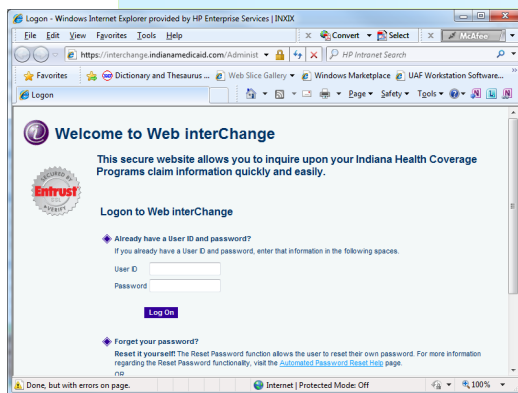 Logon - Windows Internet Explorer provided by HP Enterprise Services | INXIX
File Edit View Favorites Tools Help x Convert Select x McAfee
https://interchange.indianamedicaid.com/Administ HP Intranet Search
Favorites Dictionary and Thesaurus ... Web Slice Gallery Windows Marketplace UAF Workstation Software...
Logon Page Safety Tools
Welcome to Web interChange
This secure website allows you to inquire upon your Indiana Health Coverage
Programs claim information quickly and easily.
SECURED BY
Entrust
SSL
VERIFY
Logon to Web interChange
Already have a User ID and password?
If you already have a User ID and password, enter that information in the following spaces.
User ID
Password
Log On
Forget your password?
Reset it yourself! The Reset Password function allows the user to reset their own password. For more information
regarding the Reset Password functionality, visit the Automated Password Reset Help page.
OR
Done, but with errors on page. Internet | Protected Mode: Off 100%